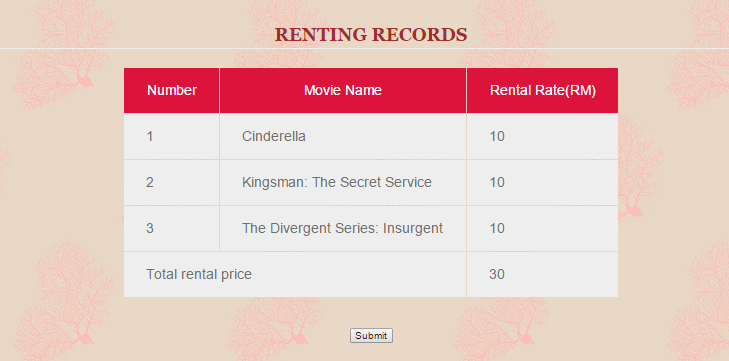 RENTING RECORDS
Number Movie Name Rental Rate(RM)
1 Cinderella 10
2 Kingsman: The Secret Service 10
3 The Divergent Series: Insurgent 10
Total rental price 30
Submit